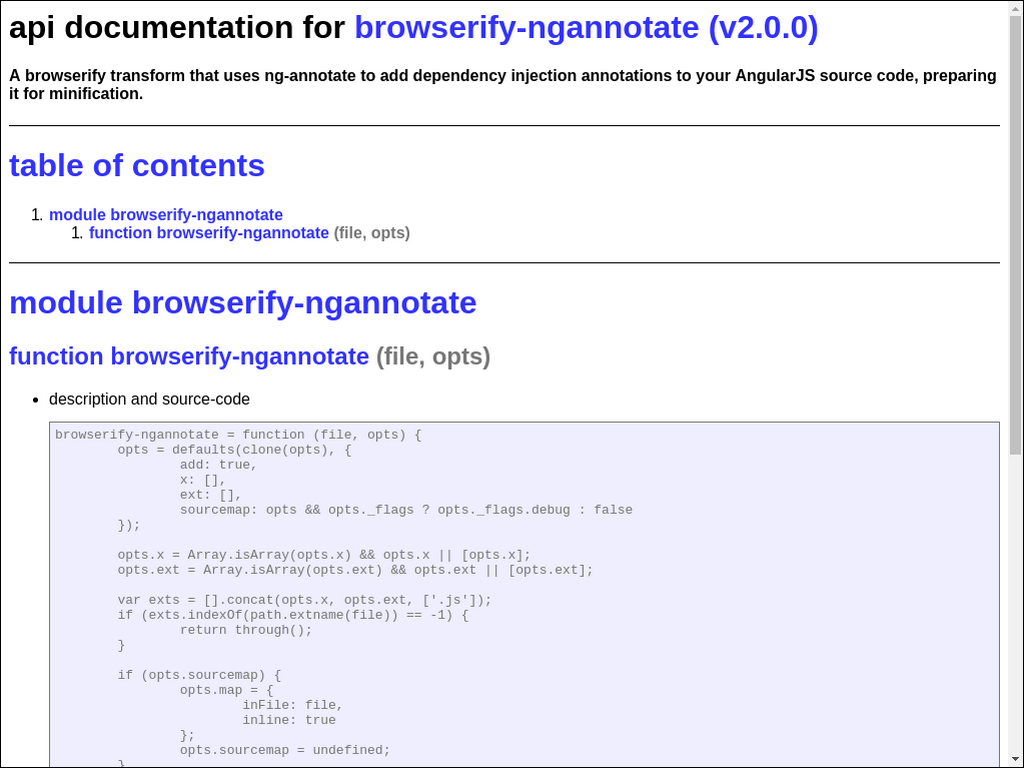 api documentation for browserify-ngannotate (v2.0.0)
A browserify transform that uses ng-annotate to add dependency injection annotations to your AngularJS source code, preparing
it for minification.
table of contents
1. module browserify-ngannotate
1. function browserify-ngannotate (file, opts)
module browserify-ngannotate
function browserify-ngannotate (file, opts)
• description and source-code
browserify-ngannotate = function (file, opts) {
        opts = defaults(clone(opts), {
                add: true,
                x: [],
                ext: [],
                sourcemap: opts && opts._flags ? opts._flags.debug : false
        });
        opts.x = Array.isArray(opts.x) && opts.x || [opts.x];
        opts.ext = Array.isArray(opts.ext) && opts.ext || [opts.ext];
        var exts = [].concat(opts.x, opts.ext, ['.js']);
        if (exts.indexOf(path.extname(file)) == -1) {
                return through();
        }
        if (opts.sourcemap) {
                opts.map = {
                        inFile: file,
                        inline: true
                };
                opts.sourcemap = undefined;
        }